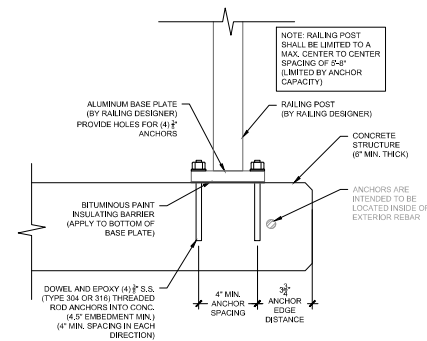 NOTE: RAILING POST
SHALL BE LIMITED TO A
MAX. CENTER TO CENTER
SPACING OF 5'-8"
(LIMITED BY ANCHOR
CAPACITY)
ALUMINUM BASE PLATE
(BY RAILING DESIGNER)
PROVIDE HOLES FOR (4)
ANCHORS
RAILING POST
(BY RAILING DESIGNER)
CONCRETE
STRUCTURE
(6" MIN. THICK)
BITUMINOUS PAINT
INSULATING BARRIER
(APPLY TO BOTTOM OF
BASE PLATE)
ANCHORS ARE
INTENDED TO BE
LOCATED INSIDE OF
EXTERIOR REBAR
DOWEL AND EPOXY (4) S.S.
(TYPE 304 OR 316) THREADED
ROD ANCHORS INTO CONC.
(4.5" EMBEDMENT MIN.)
(4" MIN. SPACING IN EACH
DIRECTION)
4" MIN.
ANCHOR
SPACING
3¾"
ANCHOR
EDGE
DISTANCE